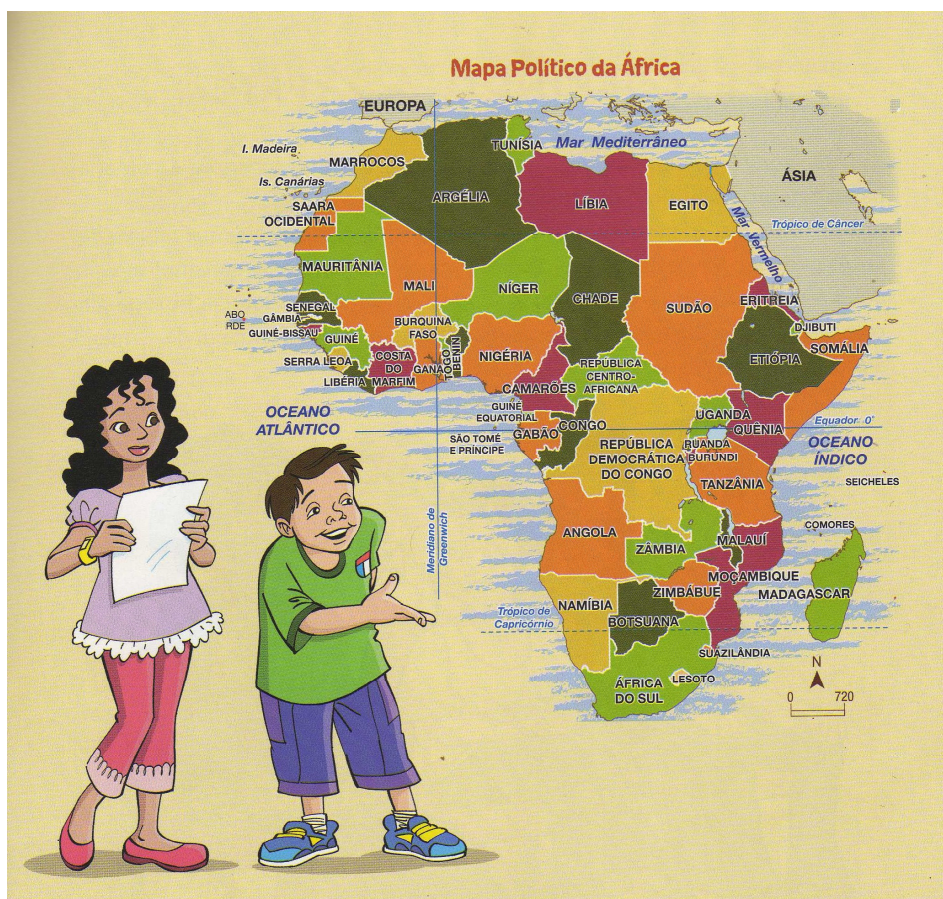 Mapa Político da África
EUROPA
I. Madeira
Is. Canárias
MARROCOS
TUNÍSIA
Mar Mediterrâneo
ÁSIA
ARGÉLIA
LÍBIA
EGITO
SAARA
OCIDENTAL
Mar Vermelho
Trópico de Câncer
MAURITÂNIA
MALI
NÍGER
CHADE
SUDÃO
ERITREIA
DJIBUTI
SENEGAL
GÂMBIA
GUINÉ-BISSAU
ABO
RDE
GUINÉ
BURQUINA
FASO
SERRA LEOA
LIBÉRIA
COSTA
DO
MARFIM
GANA
TOGO
BENIN
NIGÉRIA
CAMARÕES
REPÚBLICA
CENTRO-
AFRICANA
ETIÓPIA
SOMÁLIA
OCEANO
ATLÂNTICO
GUINÉ
EQUATORIAL
SÃO TOMÉ
E PRÍNCIPE
GABÃO
CONGO
REPÚBLICA
DEMOCRÁTICA
DO CONGO
UGANDA
QUÊNIA
RUANDA
BURUNDI
Equador 0°
OCEANO
ÍNDICO
TANZÂNIA
SEICHELES
COMORES
ANGOLA
ZÂMBIA
MALAUÍ
MOÇAMBIQUE
MADAGASCAR
Meridiano de
Greenwich
NAMÍBIA
ZIMBÁBUE
BOTSUANA
Trópico de
Capricórnio
SUAZILÂNDIA
LESOTO
ÁFRICA
DO SUL
N
0 720